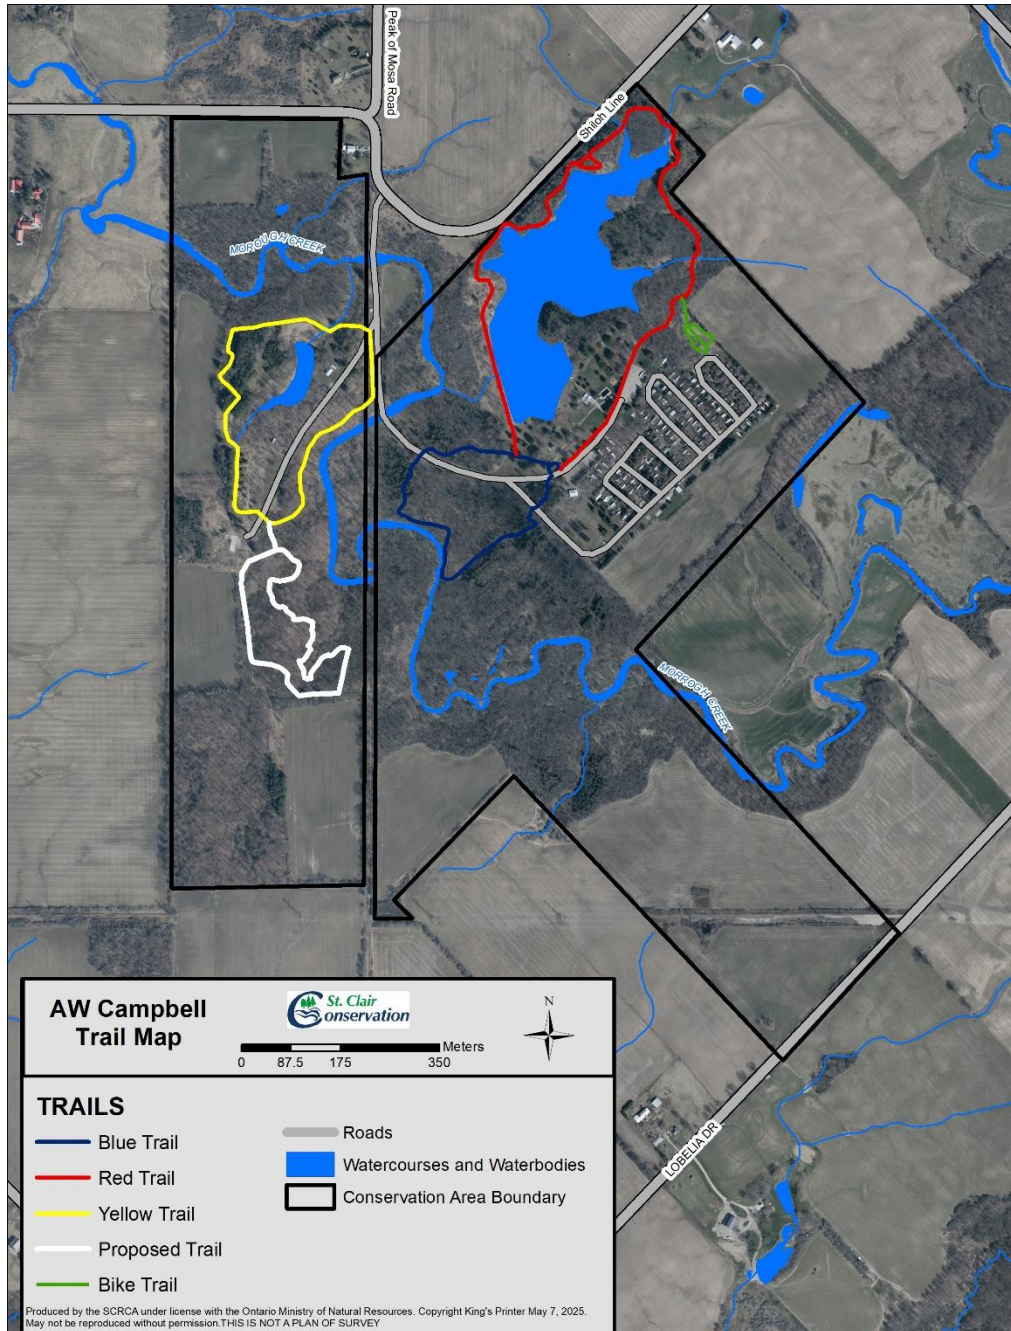 Peak of Mosa Road
Shiloh Line
MOROUGH CREEK
MORROGH CREEK
LOBELIA DR
AW Campbell
Trail Map
St. Clair
Conservation
N
Meters
0 87.5 175 350
TRAILS
Blue Trail
Red Trail
Yellow Trail
Proposed Trail
Bike Trail
Roads
Watercourses and Waterbodies
Conservation Area Boundary
Produced by the SCRCA under license with the Ontario Ministry of Natural Resources. Copyright King's Printer May 7, 2025.
May not be reproduced without permission.THIS IS NOT A PLAN OF SURVEY